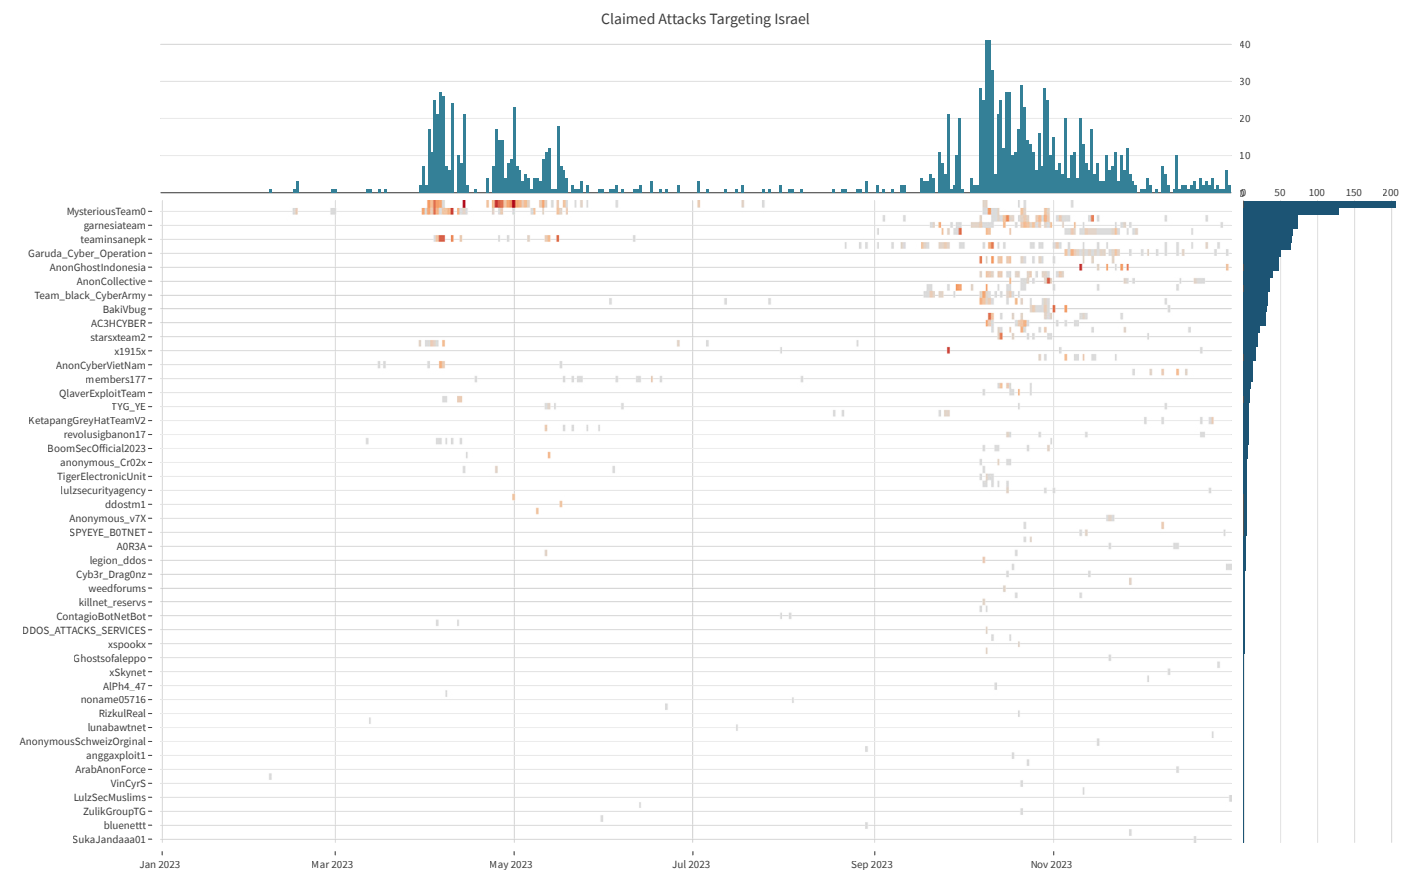 Claimed Attacks Targeting Israel
40
30
20
10
0
0 50 100 150 200
MysteriousTeam0
garnesiateam
teaminsanepk
Garuda_Cyber_Operation
AnonGhostIndonesia
AnonCollective
Team_black_CyberArmy
BakiVbug
AC3HCYBER
starsxteam2
x1915x
AnonCyberVietNam
members177
QlaverExploitTeam
TYG_YE
KetapangGreyHatTeamV2
revolusigbanon17
BoomSecOfficial2023
anonymous_Cr02x
TigerElectronicUnit
lulzsecurityagency
ddostm1
Anonymous_v7X
SPYEYE_B0TNET
A0R3A
legion_ddos
Cyb3r_Drag0nz
weedforums
killnet_reservs
ContagioBotNetBot
DDOS_ATTACKS_SERVICES
xspookx
Ghostsofaleppo
xSkynet
AlPh4_47
noname05716
RizkulReal
lunabawtnet
AnonymousSchweizOrginal
anggaxploit1
ArabAnonForce
VinCyrS
LulzSecMuslims
ZulikGroupTG
bluenettt
SukaJandaaa01
Jan 2023 Mar 2023 May 2023 Jul 2023 Sep 2023 Nov 2023